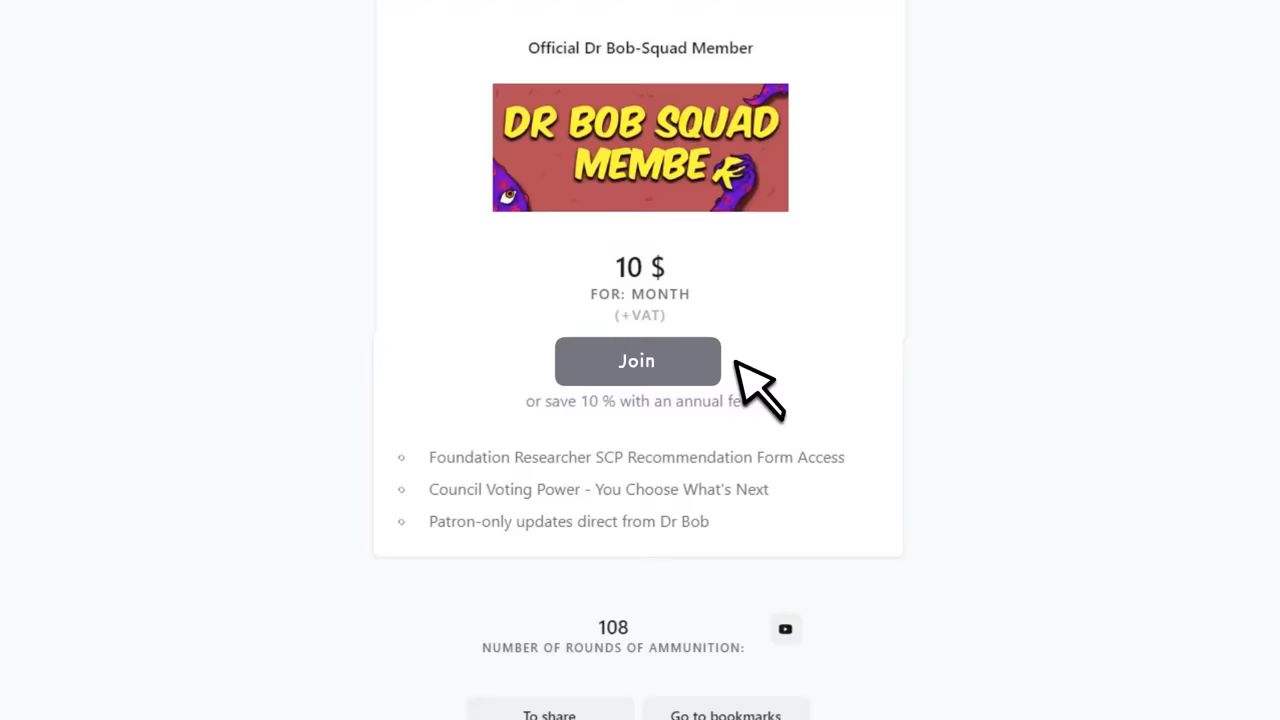 Official Dr Bob-Squad Member
DR BOB SQUAD
MEMBER
10 $
FOR: MONTH
(+VAT)
Join
or save 10 % with an annual
Foundation Researcher SCP Recommendation Form Access
Council Voting Power - You Choose What's Next
Patron-only updates direct from Dr Bob
108
NUMBER OF ROUNDS OF AMMUNITION:
To share
Go to bookmarks